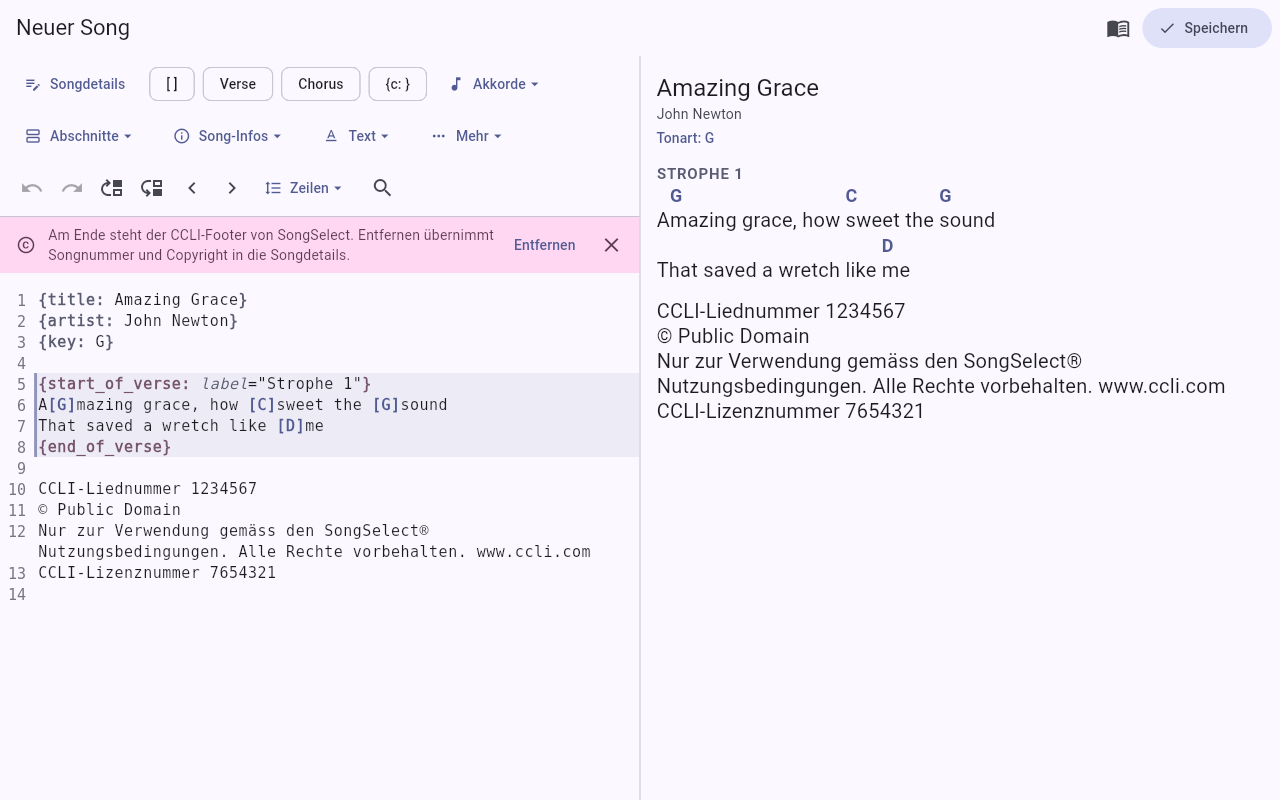 Neuer Song
Speichern
Songdetails [ ] Verse Chorus {c: } Akkorde
Abschnitte Song-Infos Text Mehr
Zeilen
Am Ende steht der CCLI-Footer von SongSelect. Entfernen übernimmt
Songnummer und Copyright in die Songdetails.
Entfernen
1 {title: Amazing Grace}
2 {artist: John Newton}
3 {key: G}
4
5 {start_of_verse: label="Strophe 1"}
6 A[G]mazing grace, how [C]sweet the [G]sound
7 That saved a wretch like [D]me
8 {end_of_verse}
9
10 CCLI-Liednummer 1234567
11 © Public Domain
12 Nur zur Verwendung gemäss den SongSelect®
Nutzungsbedingungen. Alle Rechte vorbehalten. www.ccli.com
13 CCLI-Lizenznummer 7654321
14
Amazing Grace
John Newton
Tonart: G
STROPHE 1
G C G
Amazing grace, how sweet the sound
D
That saved a wretch like me
CCLI-Liednummer 1234567
© Public Domain
Nur zur Verwendung gemäss den SongSelect®
Nutzungsbedingungen. Alle Rechte vorbehalten. www.ccli.com
CCLI-Lizenznummer 7654321